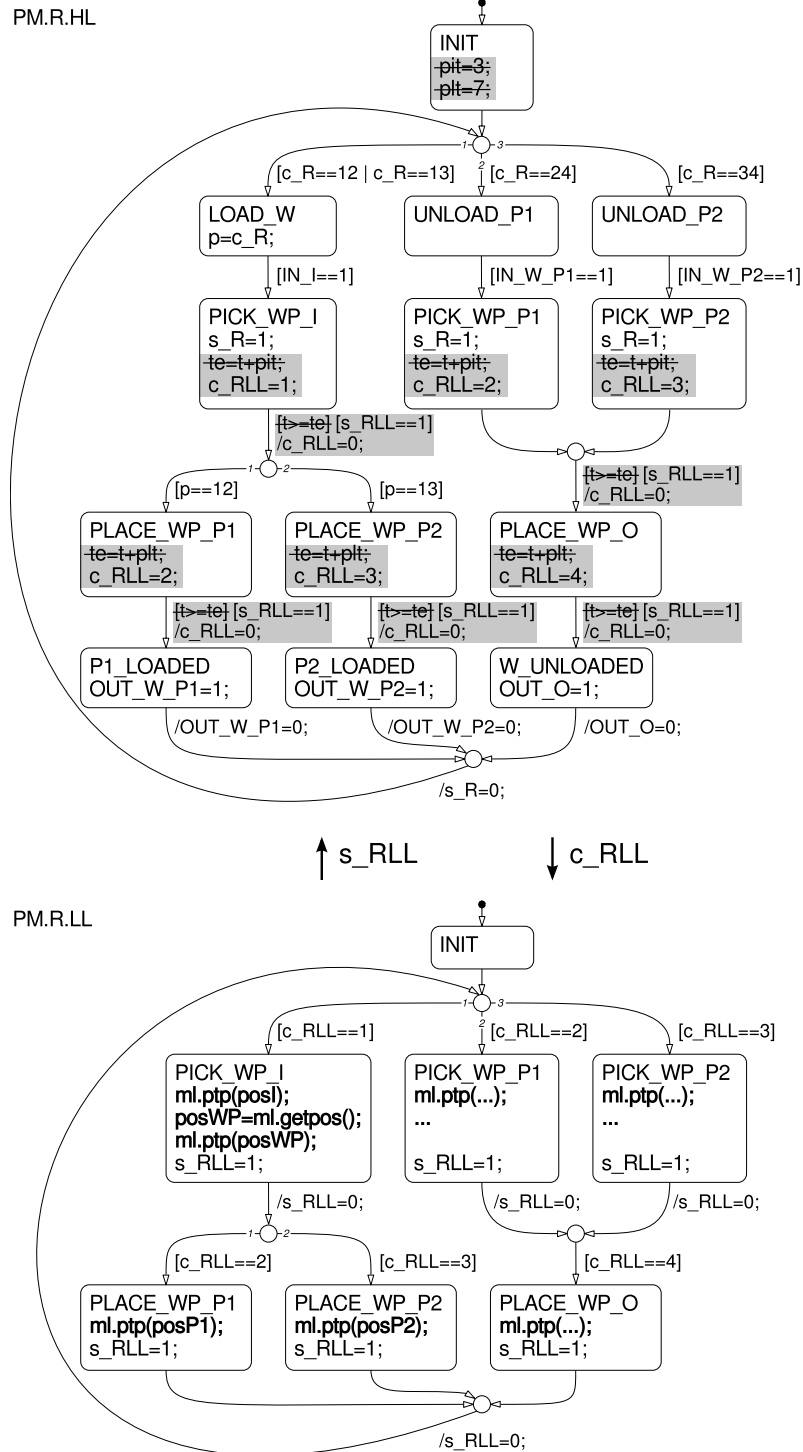 PM.R.HL
INIT
pit=3;
plt=7;
1 3
2
[c_R==12 | c_R==13] [c_R==24] [c_R==34]
LOAD_W UNLOAD_P1 UNLOAD_P2
p=c_R;
[IN_I==1] [IN_W_P1==1] [IN_W_P2==1]
PICK_WP_I PICK_WP_P1 PICK_WP_P2
s_R=1; s_R=1; s_R=1;
te=t+pit; te=t+pit; te=t+pit;
c_RLL=1; c_RLL=2; c_RLL=3;
[t>=te] [s_RLL==1]
/c_RLL=0;
1 2
[t>=te] [s_RLL==1]
/c_RLL=0;
[p==12] [p==13]
PLACE_WP_P1 PLACE_WP_P2 PLACE_WP_O
te=t+plt; te=t+plt; te=t+plt;
c_RLL=2; c_RLL=3; c_RLL=4;
[t>=te] [s_RLL==1] [t>=te] [s_RLL==1] [t>=te] [s_RLL==1]
/c_RLL=0; /c_RLL=0; /c_RLL=0;
P1_LOADED P2_LOADED W_UNLOADED
OUT_W_P1=1; OUT_W_P2=1; OUT_O=1;
/OUT_W_P1=0; /OUT_W_P2=0; /OUT_O=0;
/s_R=0;
s_RLL c_RLL
PM.R.LL
INIT
1 3
2
[c_RLL==1] [c_RLL==2] [c_RLL==3]
PICK_WP_I PICK_WP_P1 PICK_WP_P2
ml.ptp(posI); ml.ptp(...); ml.ptp(...);
posWP=ml.getpos(); ... ...
ml.ptp(posWP);
s_RLL=1; s_RLL=1; s_RLL=1;
/s_RLL=0; /s_RLL=0; /s_RLL=0;
1 2
[c_RLL==2] [c_RLL==3] [c_RLL==4]
PLACE_WP_P1 PLACE_WP_P2 PLACE_WP_O
ml.ptp(posP1); ml.ptp(posP2); ml.ptp(...);
s_RLL=1; s_RLL=1; s_RLL=1;
/s_RLL=0;